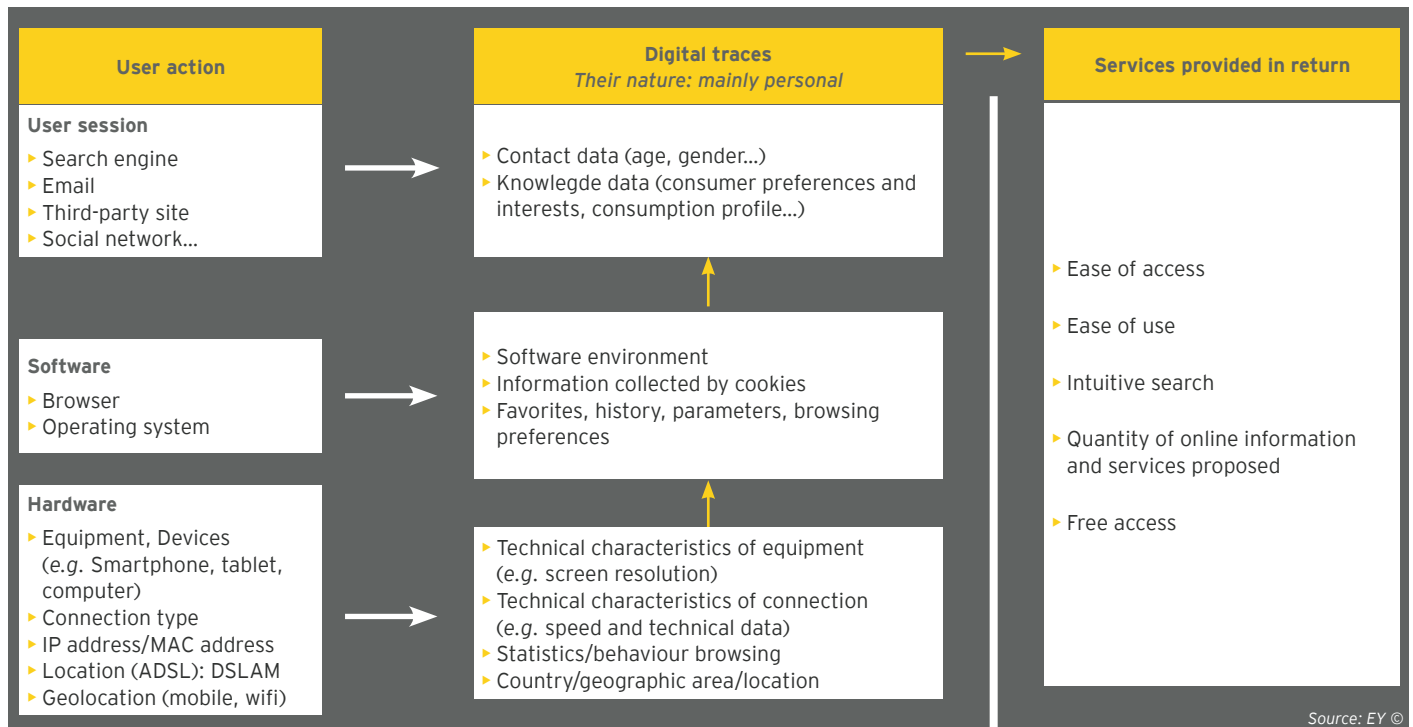 User action
User session
▸ Search engine
▸ Email
▸ Third-party site
▸ Social network...
Software
▸ Browser
▸ Operating system
Hardware
▸ Equipment, Devices
(e.g. Smartphone, tablet,
computer)
▸ Connection type
▸ IP address/MAC address
▸ Location (ADSL): DSLAM
▸ Geolocation (mobile, wifi)
Digital traces
Their nature: mainly personal
▸ Contact data (age, gender...)
▸ Knowlegde data (consumer preferences and
interests, consumption profile...)
▸ Software environment
▸ Information collected by cookies
▸ Favorites, history, parameters, browsing
preferences
▸ Technical characteristics of equipment
(e.g. screen resolution)
▸ Technical characteristics of connection
(e.g. speed and technical data)
▸ Statistics/behaviour browsing
▸ Country/geographic area/location
Services provided in return
▸ Ease of access
▸ Ease of use
▸ Intuitive search
▸ Quantity of online information
and services proposed
▸ Free access
Source: EY ©